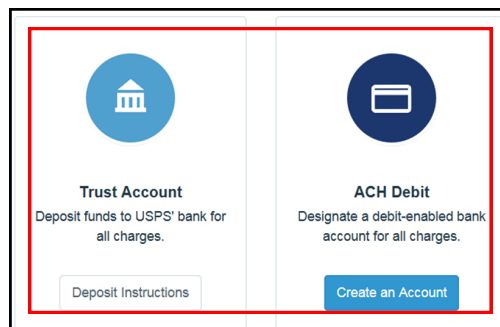 Trust Account
Deposit funds to USPS' bank for
all charges.
Deposit Instructions
ACH Debit
Designate a debit-enabled bank
account for all charges.
Create an Account